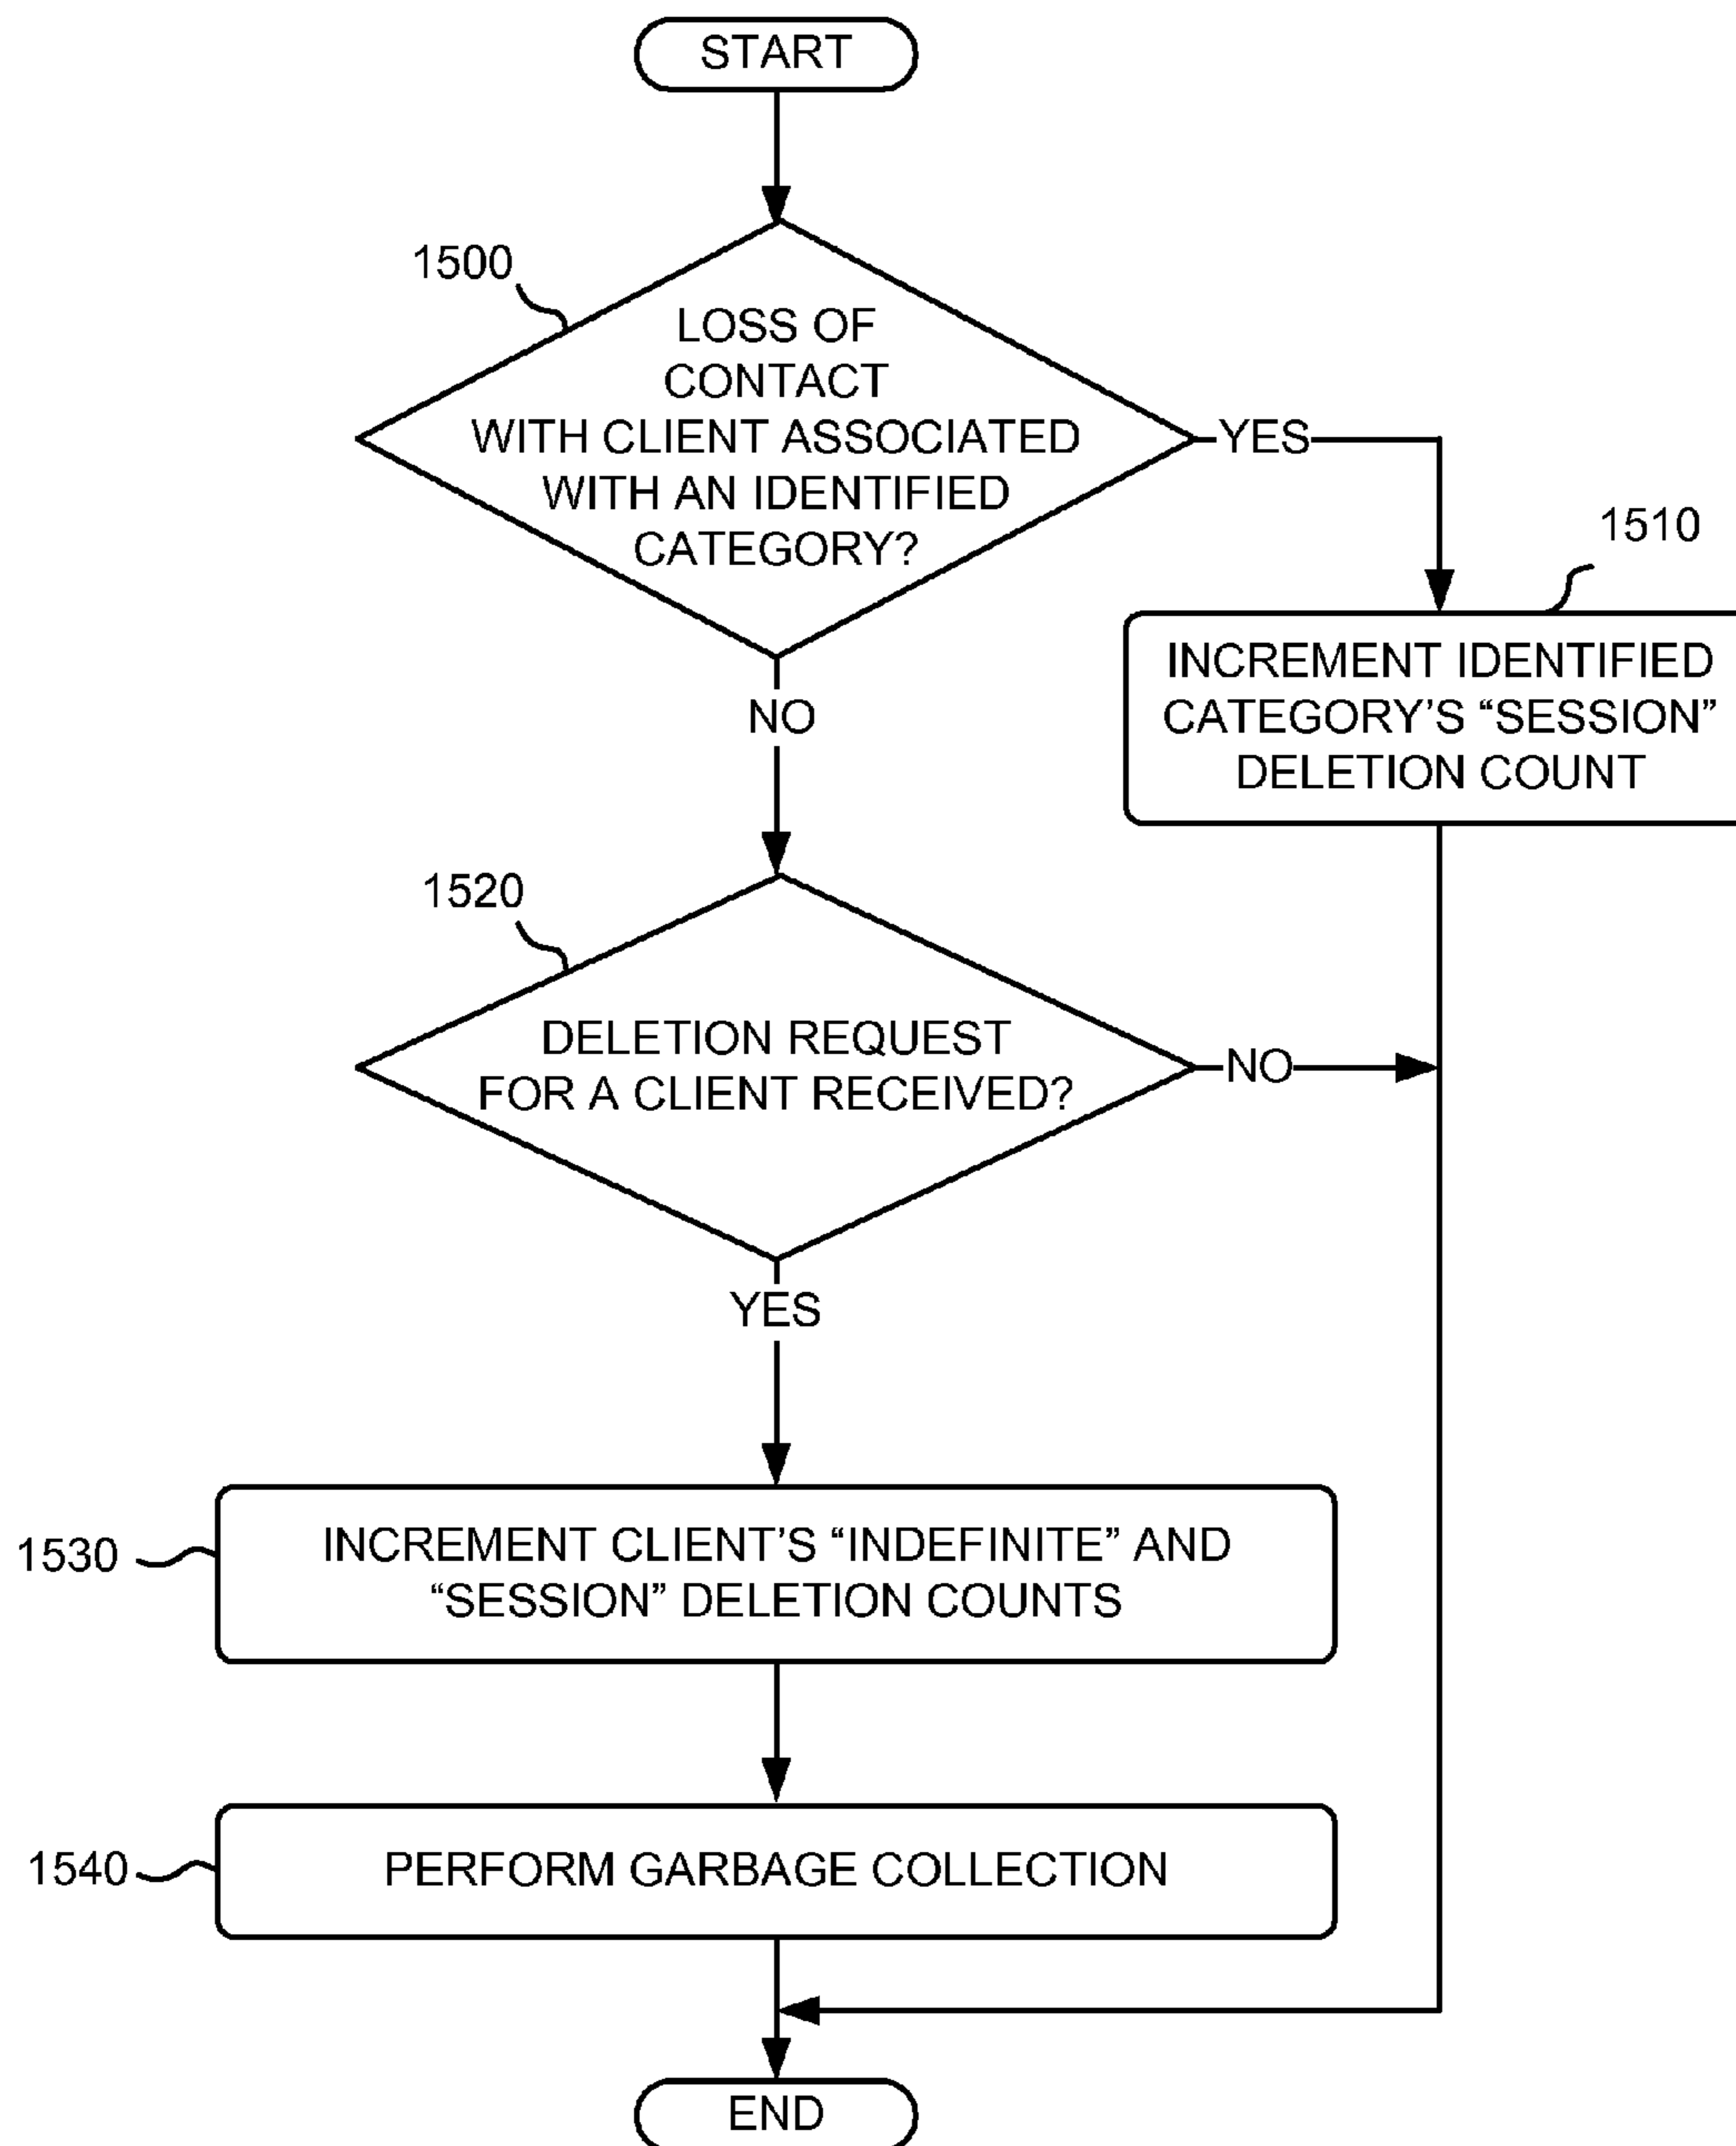 START
1500
LOSS OF
CONTACT
WITH CLIENT ASSOCIATED
WITH AN IDENTIFIED
CATEGORY?
YES
1510
INCREMENT IDENTIFIED
CATEGORY'S “SESSION”
DELETION COUNT
NO
1520
DELETION REQUEST
FOR A CLIENT RECEIVED?
NO
YES
1530
INCREMENT CLIENT'S “INDEFINITE” AND
“SESSION” DELETION COUNTS
1540
PERFORM GARBAGE COLLECTION
END